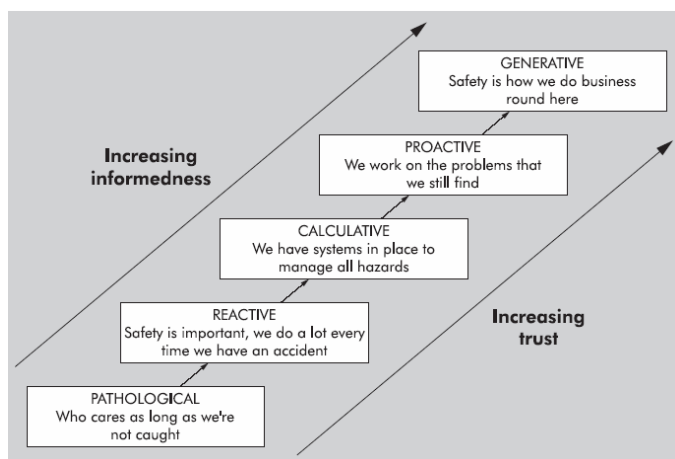 GENERATIVE
Safety is how we do business
round here
PROACTIVE
We work on the problems that
we still find
Increasing
informedness
CALCULATIVE
We have systems in place to
manage all hazards
REACTIVE
Safety is important, we do a lot every
time we have an accident
Increasing
trust
PATHOLOGICAL
Who cares as long as we're
not caught